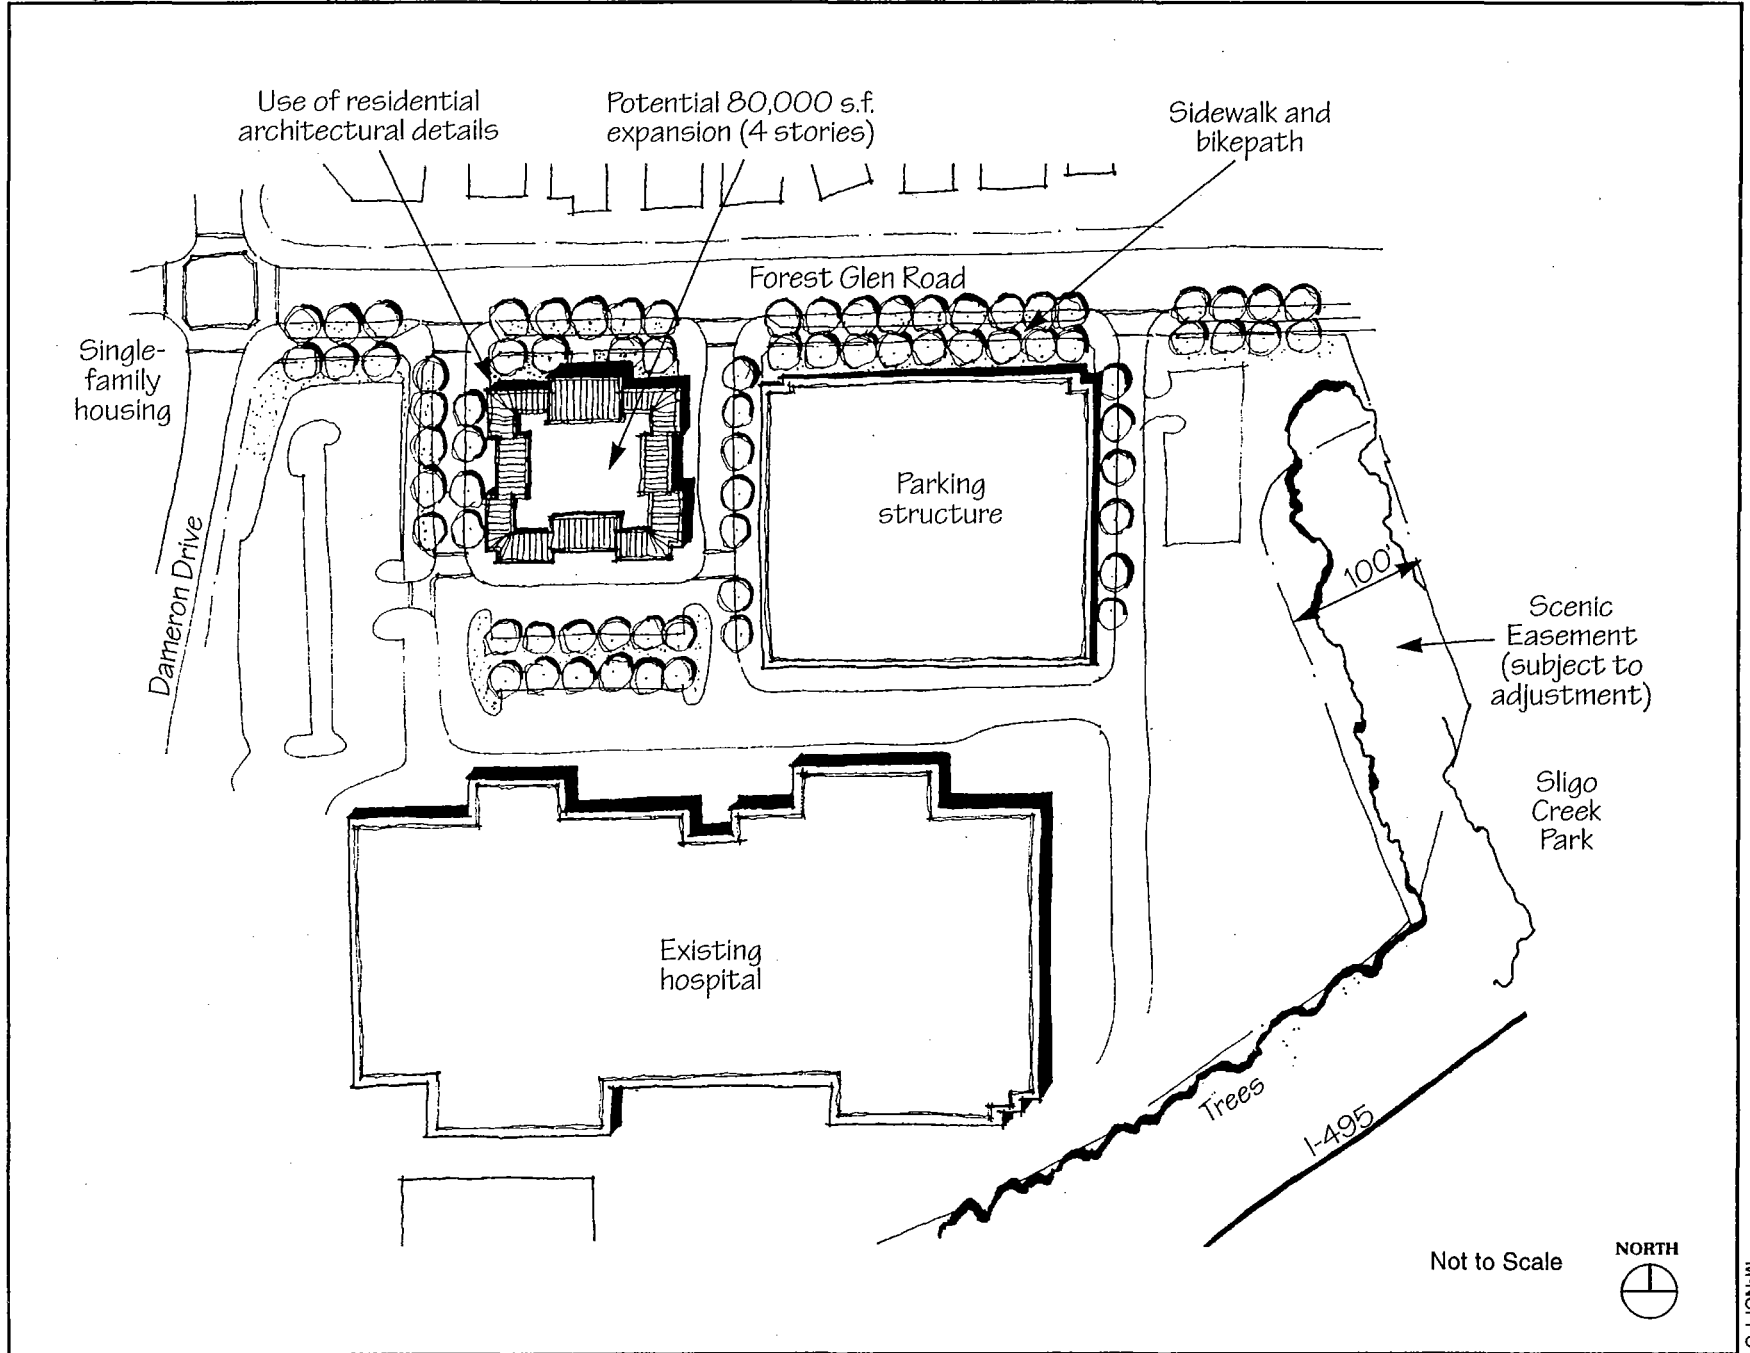 Use of residential
architectural details
Potential 80,000 s.f.
expansion (4 stories)
Sidewalk and
bikepath
Forest Glen Road
Single-
family
housing
Parking
structure
Dameron Drive
100'
Scenic
Easement
(subject to
adjustment)
Sligo
Creek
Park
Existing
hospital
Trees
I-495
Not to Scale
NORTH